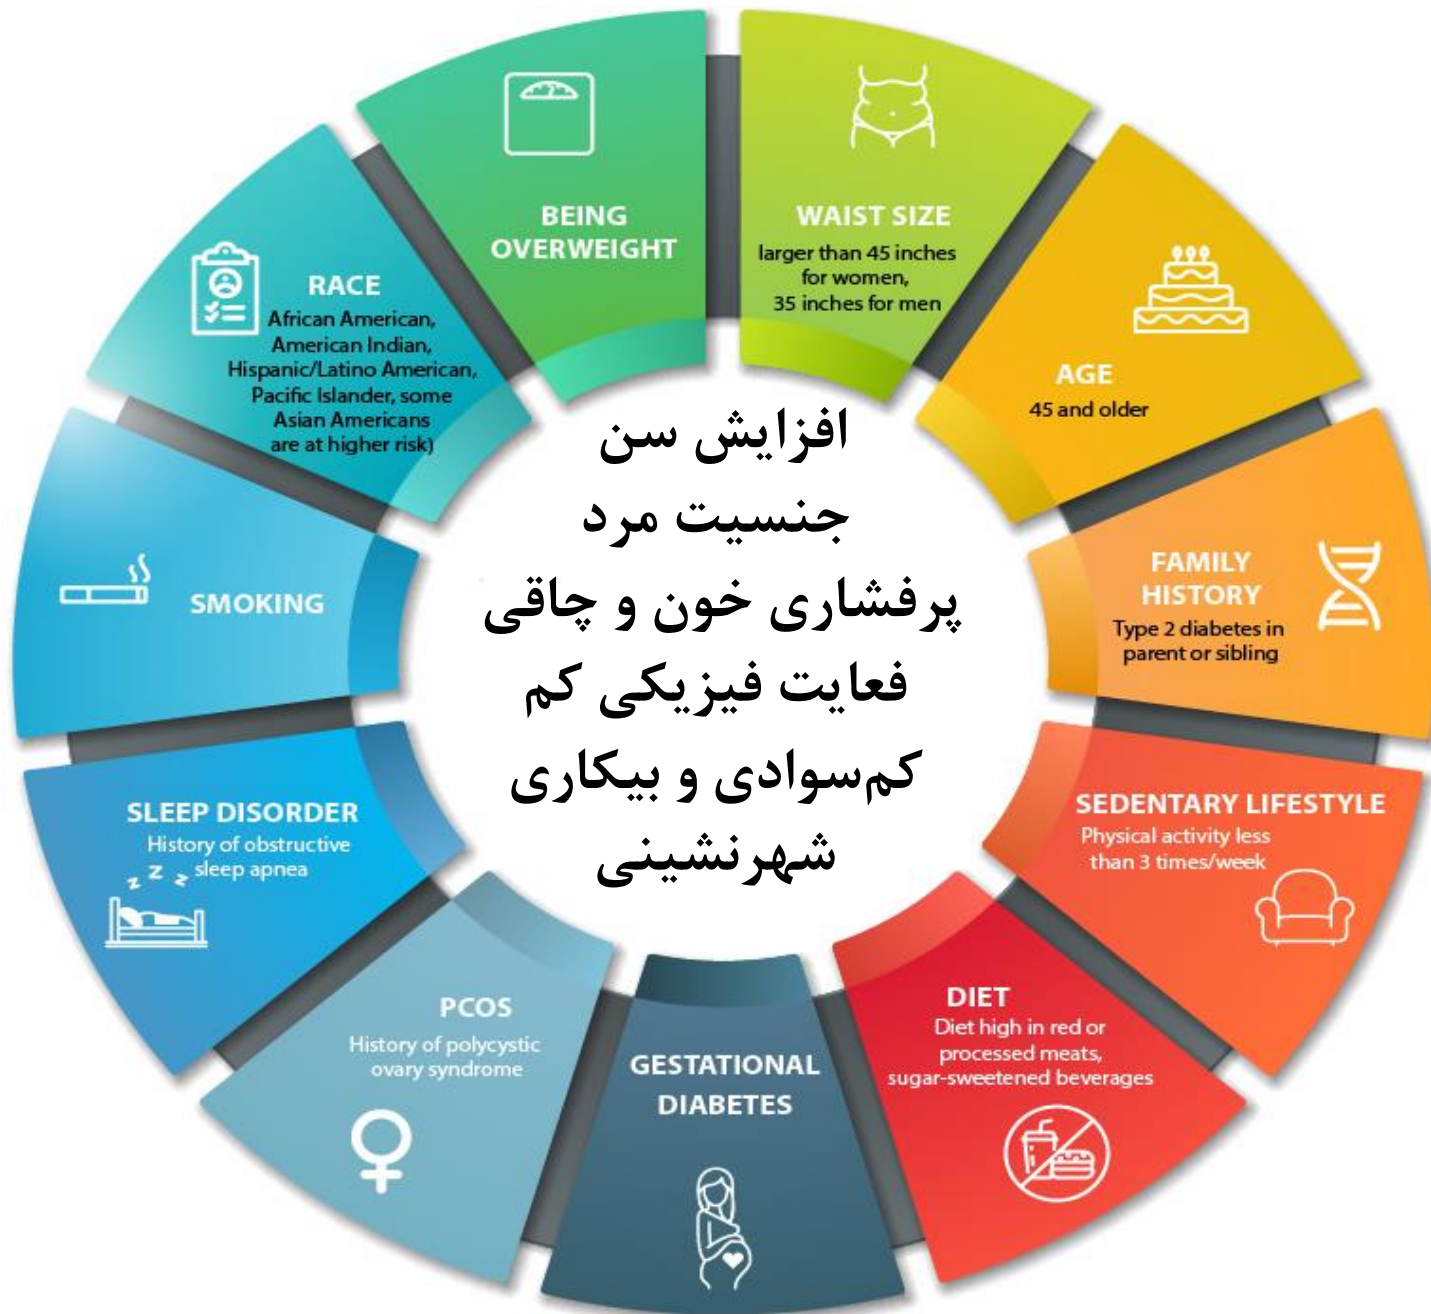 BEING
OVERWEIGHT
WAIST SIZE
larger than 45 inches
for women,
35 inches for men
AGE
45 and older
FAMILY
HISTORY
Type 2 diabetes in
parent or sibling
SEDENTARY LIFESTYLE
Physical activity less
than 3 times/week
DIET
Diet high in red or
processed meats,
sugar-sweetened beverages
GESTATIONAL
DIABETES
PCOS
History of polycystic
ovary syndrome
SLEEP DISORDER
History of obstructive
sleep apnea
z z z
SMOKING
RACE
African American,
American Indian,
Hispanic/Latino American,
Pacific Islander, some
Asian Americans
are at higher risk)
افزایش سن
جنسیت مرد
پرفشاری خون و چاقی
فعایت فیزیکی کم
کم‌سوادی و بیکاری
شهرنشینی